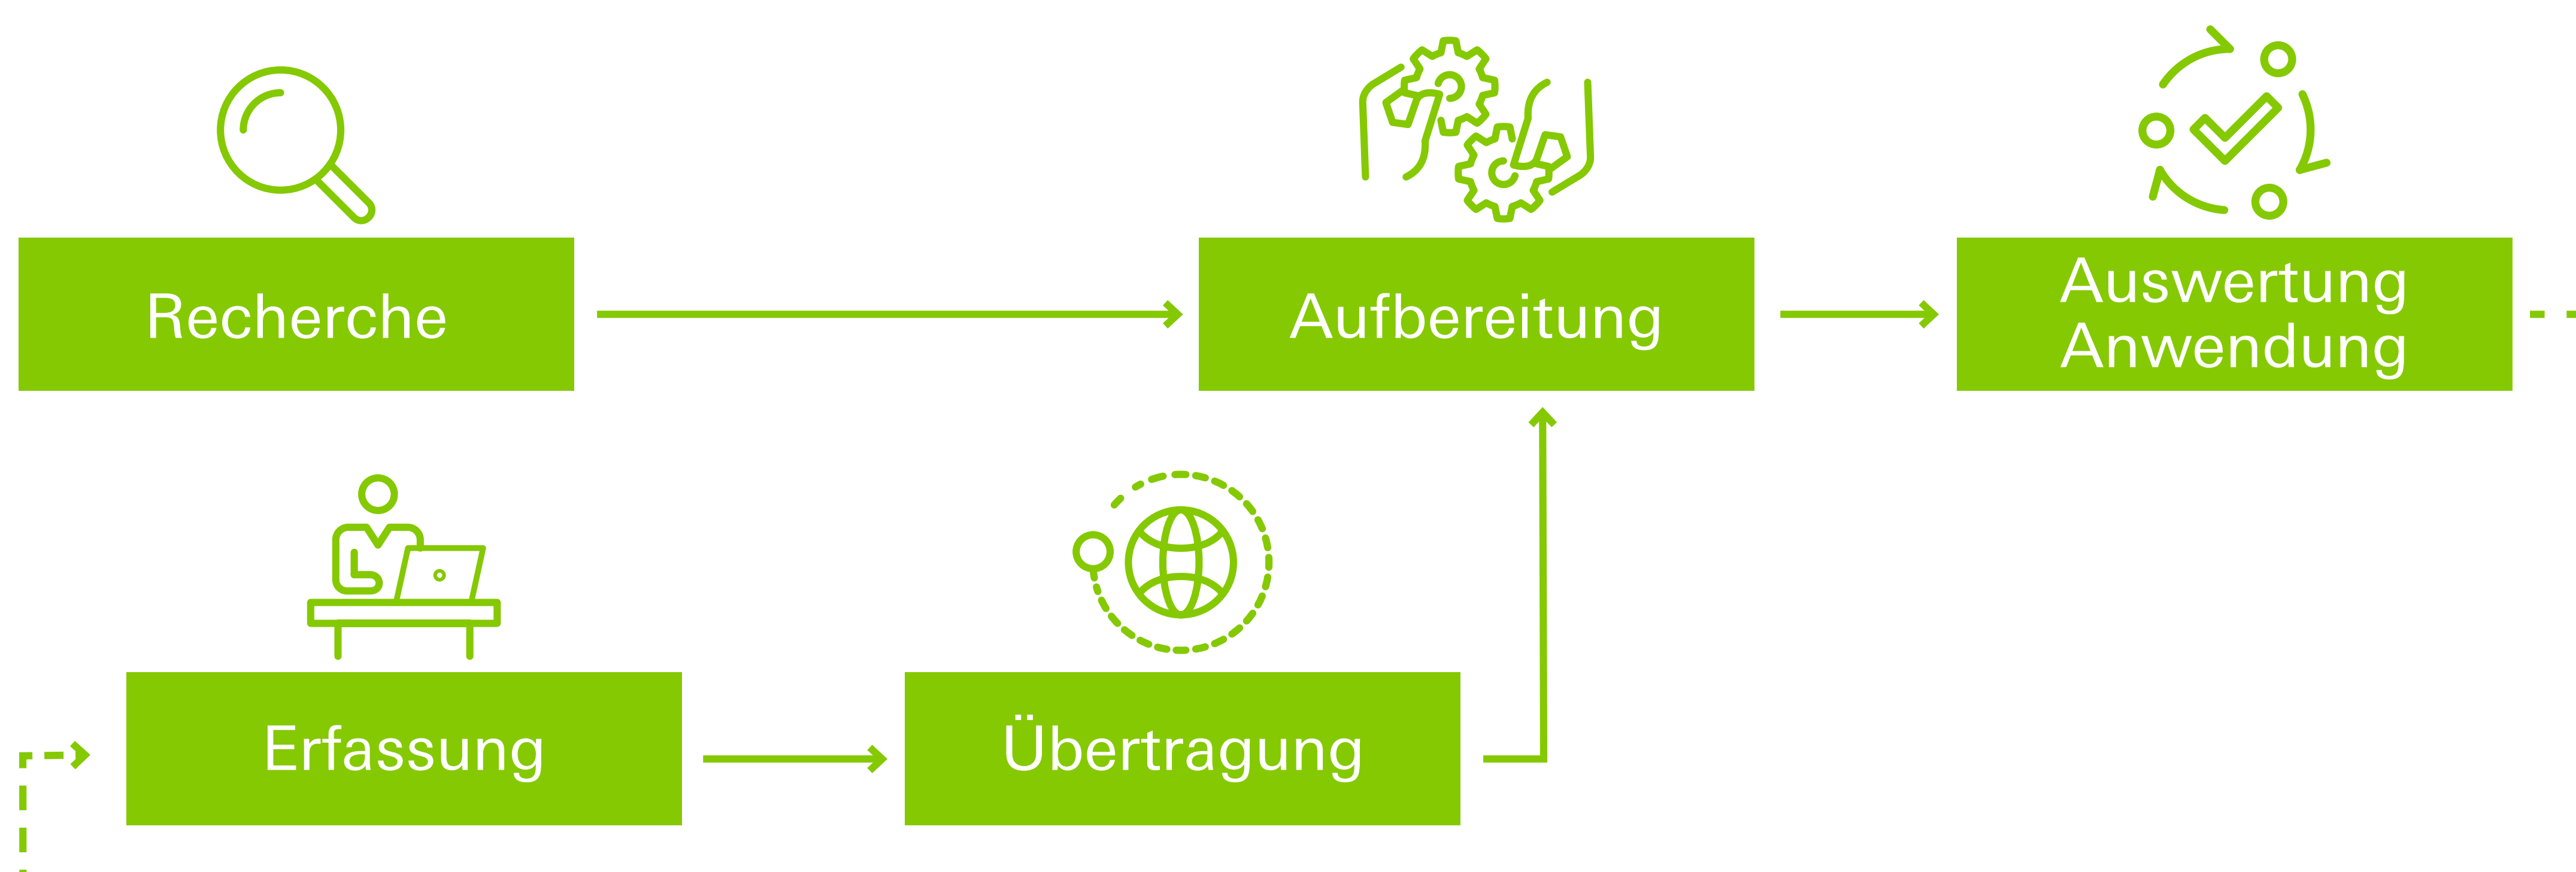 Recherche
Aufbereitung
Auswertung
Anwendung
Erfassung
Übertragung